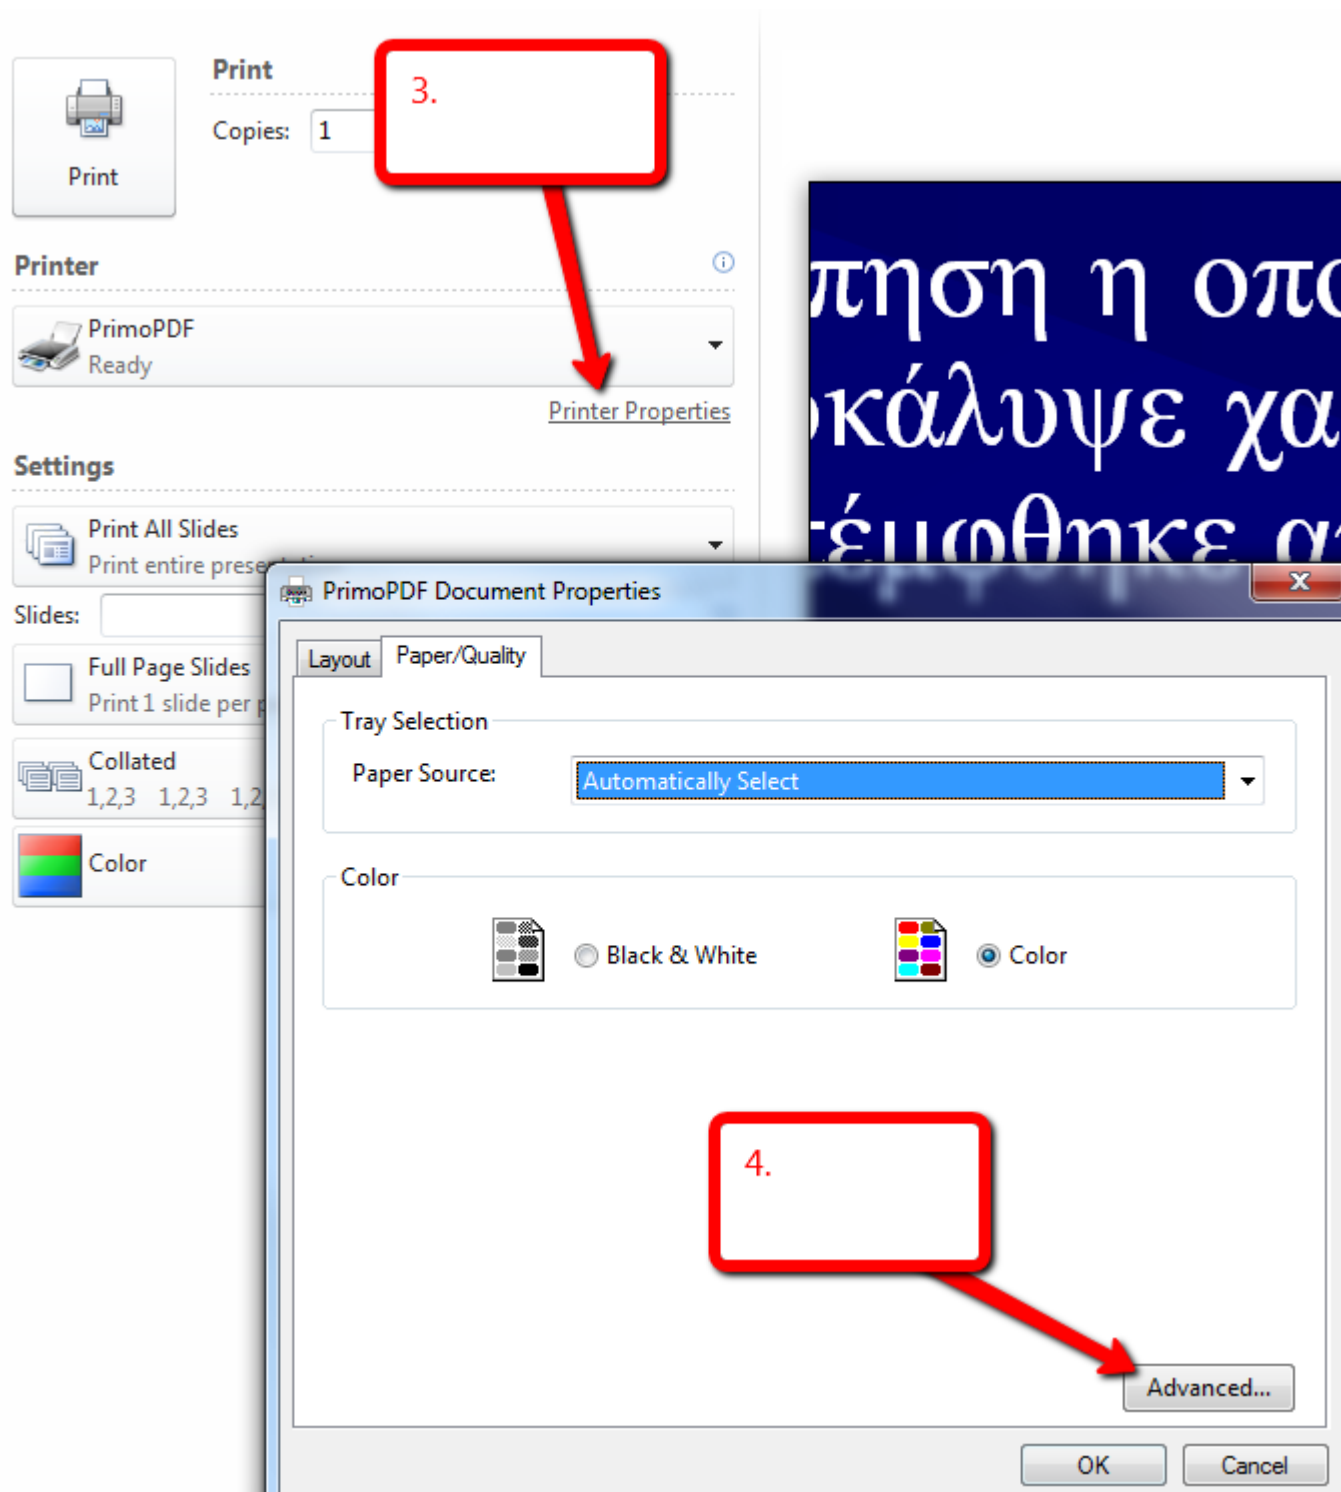 Print
3.
Copies: 1
Print
Printer
PrimoPDF
Ready
Printer Properties
Settings
Print All Slides
Print entire
Slides:
Full Page Slides
Print 1 slide per
Collated
1,2,3 1,2,3 1,2,
Color
πηση η οπο
κάλυψε χα
έμφθηκε
PrimoPDF Document Properties
x
Layout
Paper/Quality
Tray Selection
Paper Source: Automatically Select
Color
Black & White
Color
4.
Advanced...
OK
Cancel